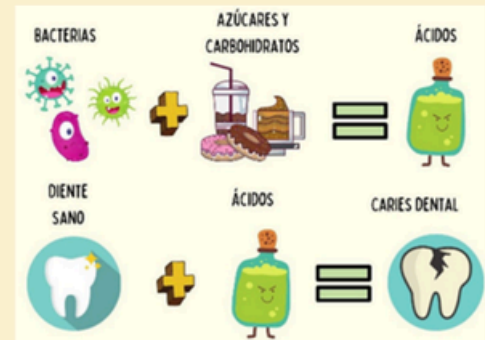 BACTERIAS
AZÚCARES Y
CARBOHIDRATOS
ÁCIDOS
DIENTE
SANO
ÁCIDOS
CARIES DENTAL